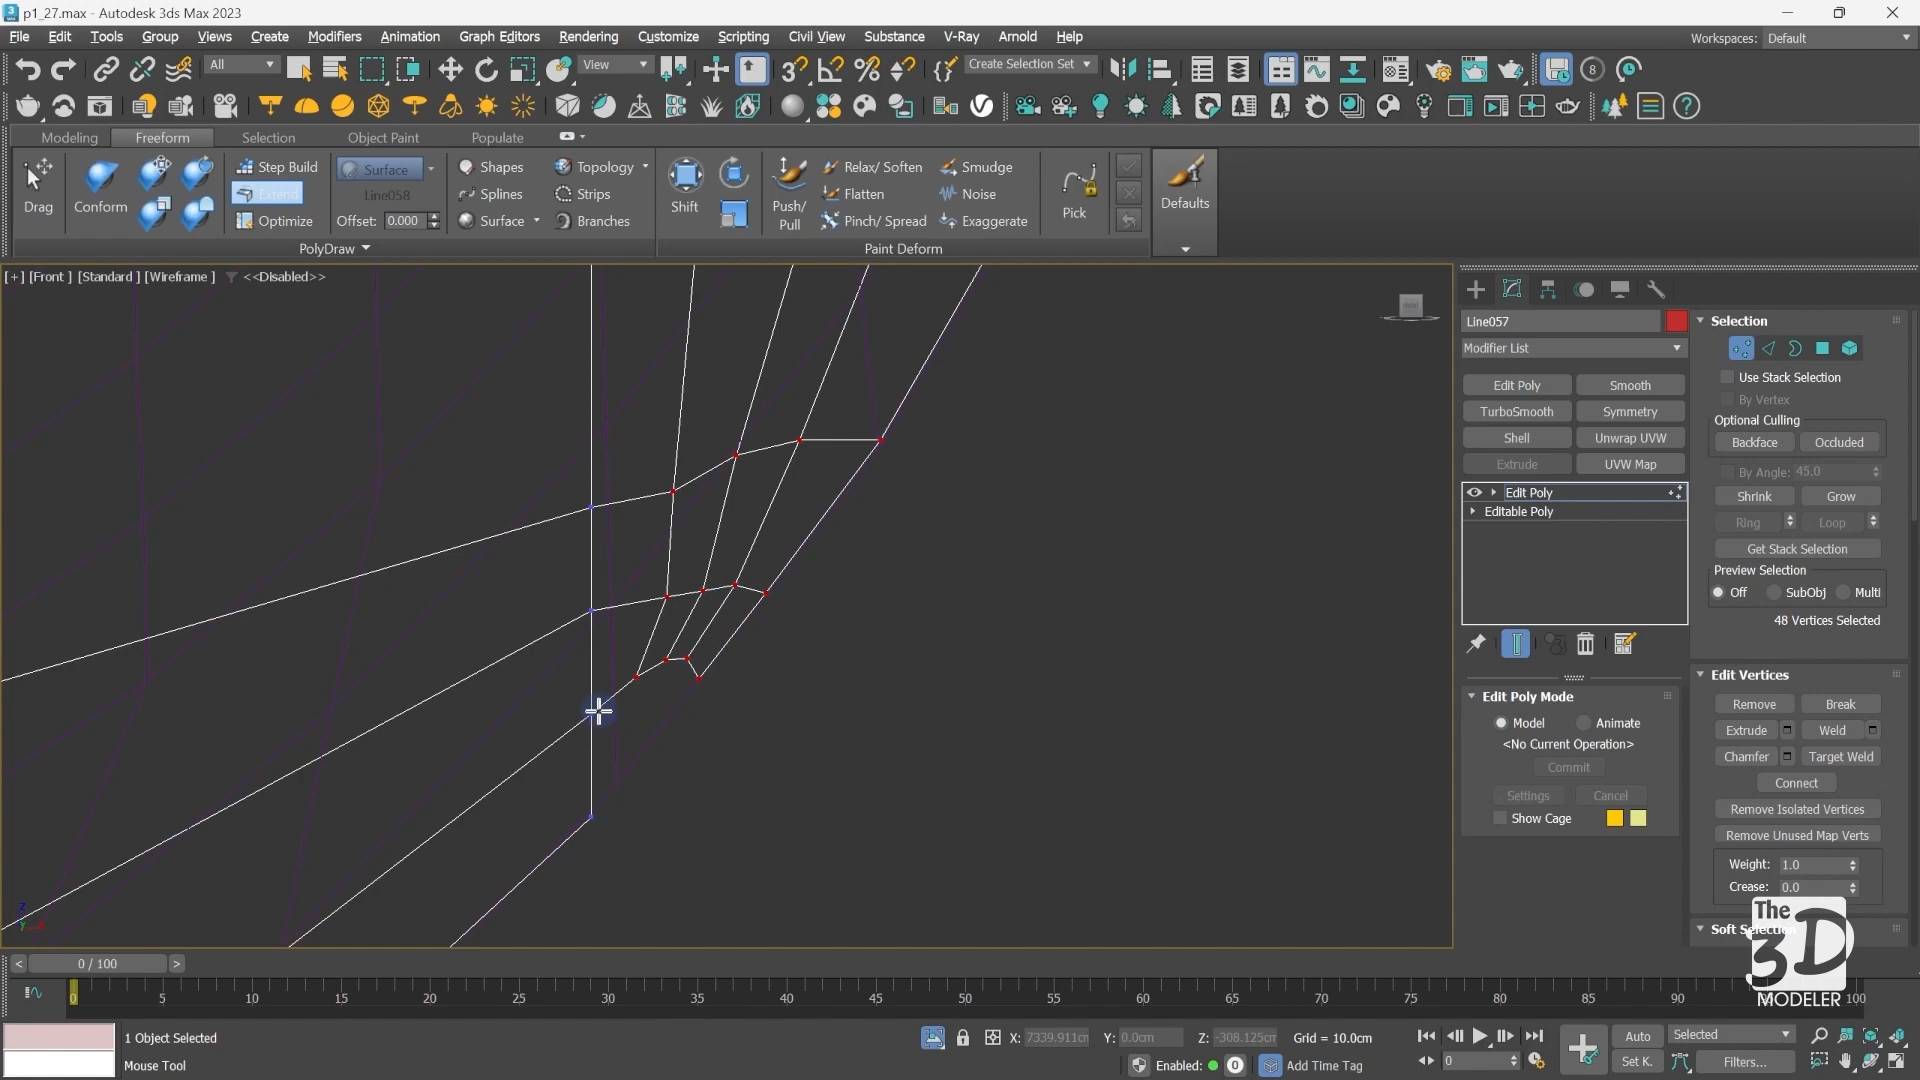 p1_27.max - Autodesk 3ds Max 2023
File Edit Tools Group Views Create Modifiers Animation Graph Editors Rendering Customize Scripting Civil View Substance V-Ray Arnold Help
Workspaces: Default
All View Create Selection Set
Modeling Freeform Selection Object Paint Populate
Drag
Conform
Step Build
Extend
Optimize
Surface
Line058
Offset: 0.000
Shapes
Splines
Surface
Topology
Strips
Branches
PolyDraw
Shift
Push/
Pull
Relax/ Soften
Flatten
Pinch/ Spread
Smudge
Noise
Exaggerate
Paint Deform
Pick
Defaults
[+] [Front ] [Standard ] [Wireframe ] <<Disabled>>
Line057
Modifier List
Edit Poly Smooth
TurboSmooth Symmetry
Shell Unwrap UVW
Extrude UVW Map
Edit Poly
Editable Poly
Edit Poly Mode
Model Animate
<No Current Operation>
Commit
Settings Cancel
Show Cage
Selection
Use Stack Selection
By Vertex
Optional Culling
Backface Occluded
By Angle: 45.0
Shrink Grow
Ring Loop
Get Stack Selection
Preview Selection
Off SubObj Multi
48 Vertices Selected
Edit Vertices
Remove Break
Extrude Weld
Chamfer Target Weld
Connect
Remove Isolated Vertices
Remove Unused Map Verts
Weight: 1.0
Crease: 0.0
Soft Selection
The
3D
MODELER
z
y
< 0 / 100 >
0 5 10 15 20 25 30 35 40 45 50 55 60 65 70 75 80 85 90 100
1 Object Selected
Mouse Tool
X: 7339.911cm Y: 0.0cm Z: -308.125cm Grid = 10.0cm
Enabled: 0 Add Time Tag
0
Auto Selected
Set K. Filters...